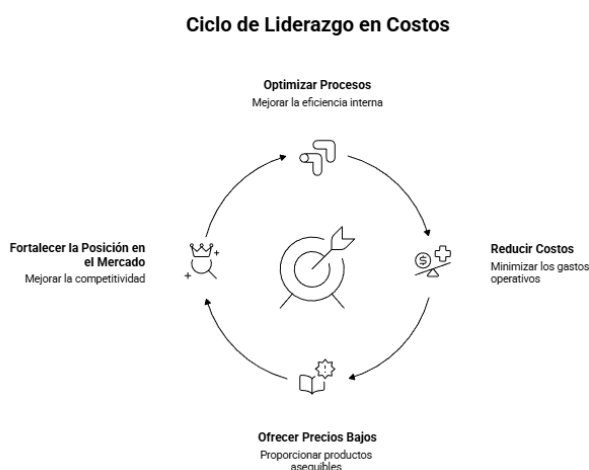 Ciclo de Liderazgo en Costos
Optimizar Procesos
Mejorar la eficiencia interna
Fortalecer la Posición en
el Mercado
Mejorar la competitividad
Reducir Costos
Minimizar los gastos
operativos
Ofrecer Precios Bajos
Proporcionar productos
asequibles